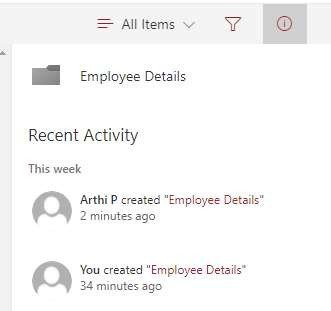 All Items
Employee Details
Recent Activity
This week
Arthi P created "Employee Details"
2 minutes ago
You created "Employee Details"
34 minutes ago